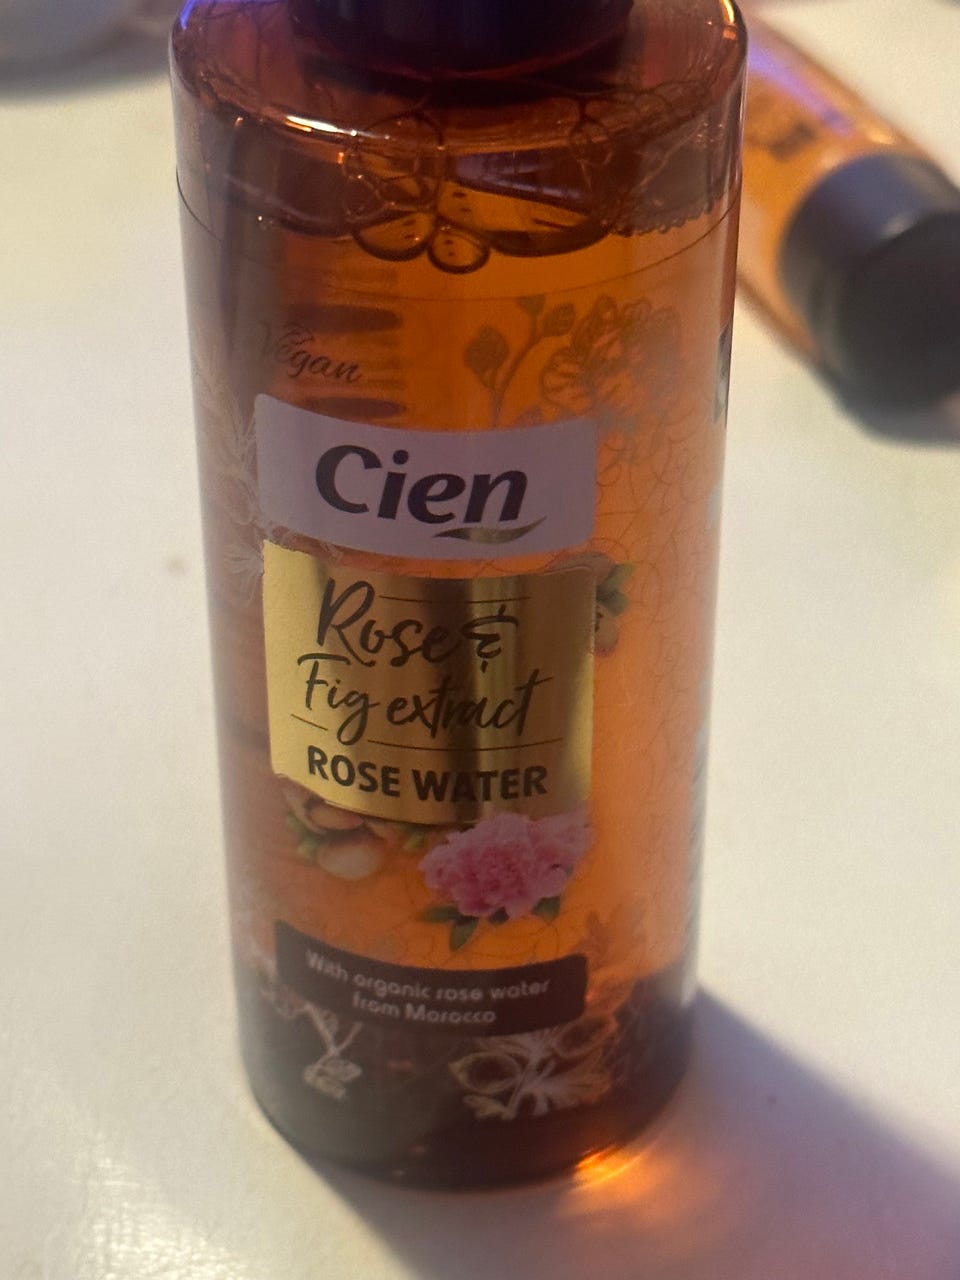 Vegan
Cien
Rose &
Fig extract
ROSE WATER
With organic rose water
from Morocco